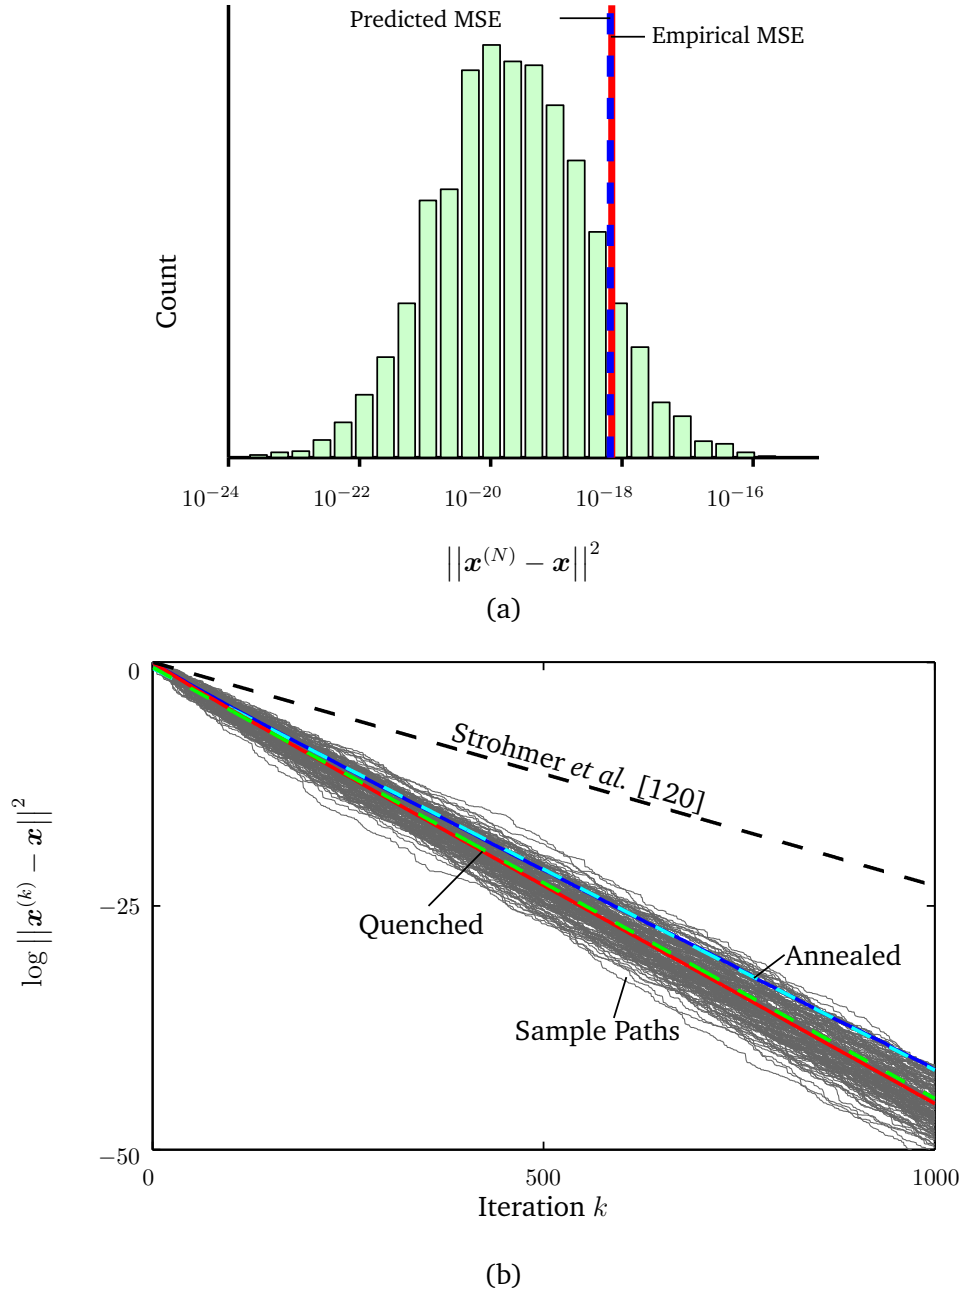 Predicted MSE
Empirical MSE
Count
10^{−24} 10^{−22} 10^{−20} 10^{−18} 10^{−16}
||x^{(N)} − x||^2
(a)
0
Strohmer et al. [120]
log ||x^{(k)} − x||^2
−25
Quenched
Annealed
Sample Paths
−50
0 500 1000
Iteration k
(b)